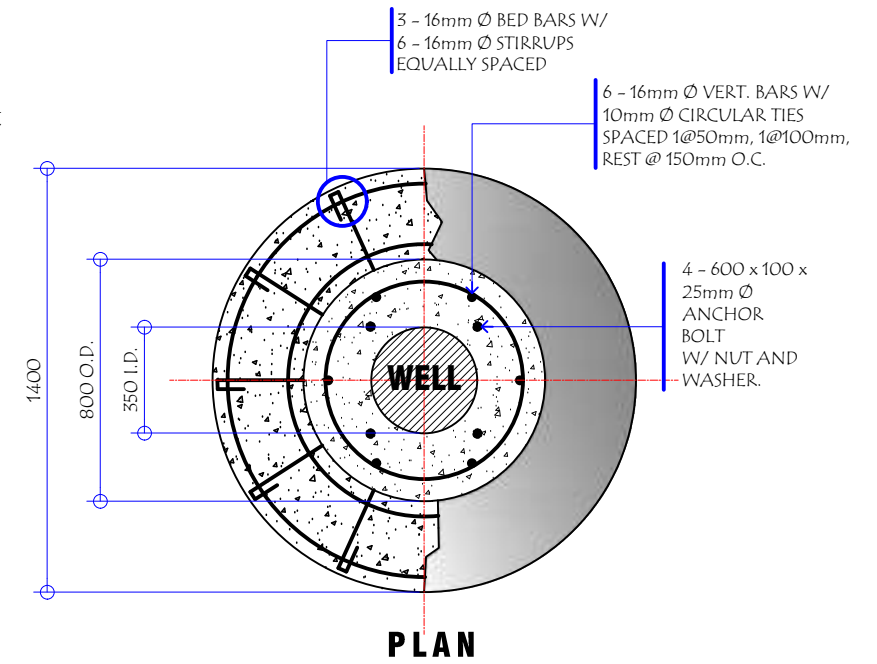 3 - 16mm Ø BED BARS W/
6 - 16mm Ø STIRRUPS
EQUALLY SPACED
6 - 16mm Ø VERT. BARS W/
10mm Ø CIRCULAR TIES
SPACED 1@50mm, 1@100mm,
REST @ 150mm O.C.
4 - 600 x 100 x
25mm Ø
ANCHOR
BOLT
W/ NUT AND
WASHER.
1400
800 O.D.
350 I.D.
WELL
PLAN